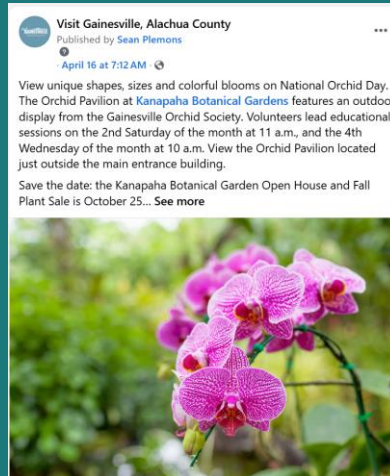 Visit Gainesville, Alachua County
Published by Sean Plemons
· April 16 at 7:12 AM ·
View unique shapes, sizes and colorful blooms on National Orchid Day.
The Orchid Pavilion at Kanapaha Botanical Gardens features an outdoo
display from the Gainesville Orchid Society. Volunteers lead educational
sessions on the 2nd Saturday of the month at 11 a.m., and the 4th
Wednesday of the month at 10 a.m. View the Orchid Pavilion located
just outside the main entrance building.
Save the date: the Kanapaha Botanical Garden Open House and Fall
Plant Sale is October 25... See more